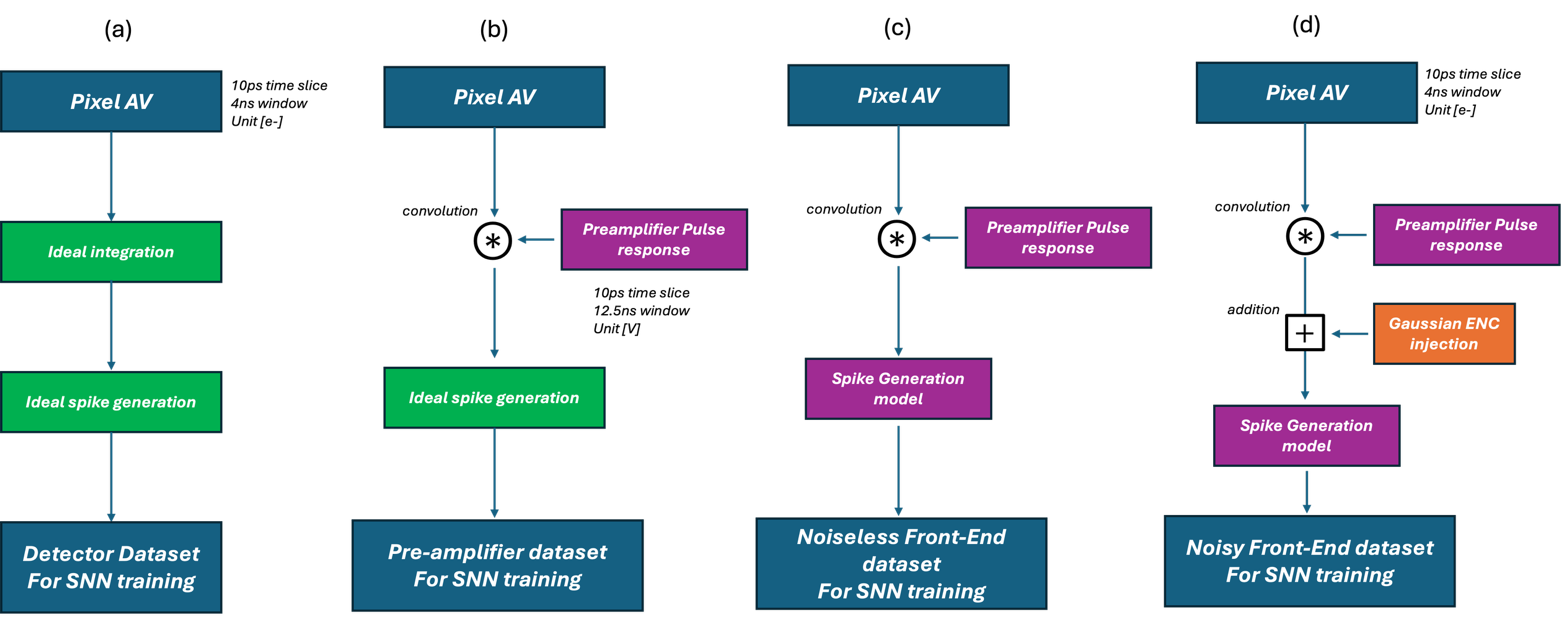 (a)
Pixel AV
10ps time slice
4ns window
Unit [e-]
Ideal integration
Ideal spike generation
Detector Dataset
For SNN training
(b)
Pixel AV
convolution
*
Preamplifier Pulse
response
10ps time slice
12.5ns window
Unit [V]
Ideal spike generation
Pre-amplifier dataset
For SNN training
(c)
Pixel AV
convolution
*
Preamplifier Pulse
response
Spike Generation
model
Noiseless Front-End
dataset
For SNN training
(d)
Pixel AV
10ps time slice
4ns window
Unit [e-]
convolution
*
Preamplifier Pulse
response
addition
+
Gaussian ENC
injection
Spike Generation
model
Noisy Front-End dataset
For SNN training